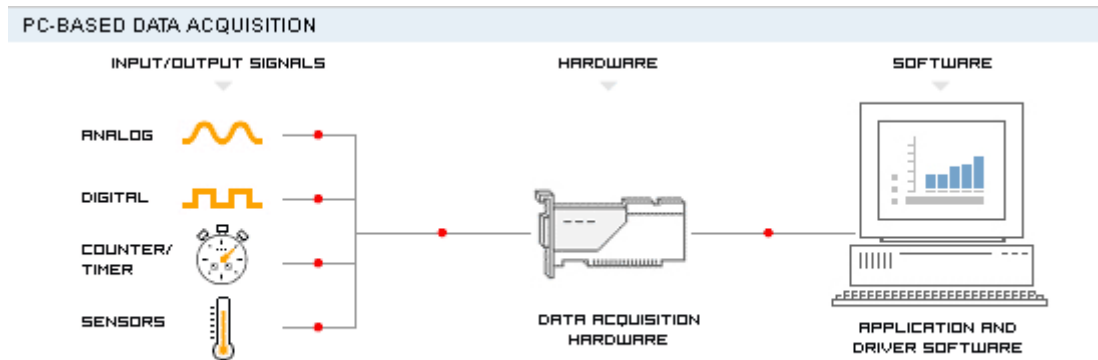 PC-BASED DATA ACQUISITION
INPUT/OUTPUT SIGNALS
HARDWARE
SOFTWARE
ANALOG
DIGITAL
COUNTER/
TIMER
SENSORS
DATA ACQUISITION
HARDWARE
APPLICATION AND
DRIVER SOFTWARE